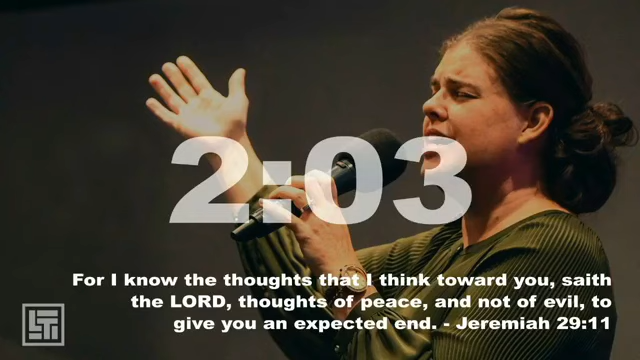 2:03
For I know the thoughts that I think toward you, saith
the LORD, thoughts of peace, and not of evil, to
give you an expected end. - Jeremiah 29:11